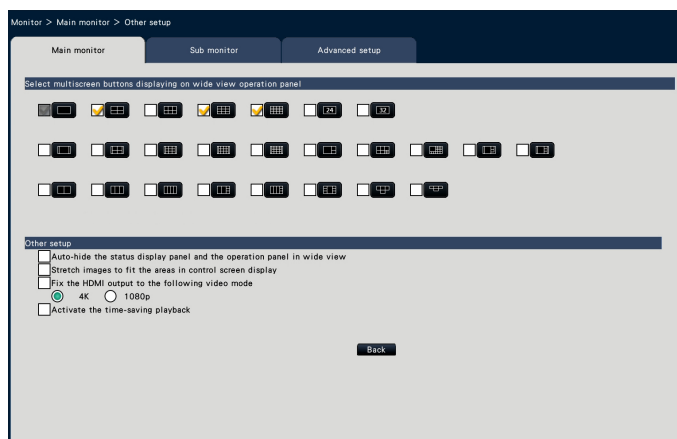 Monitor > Main monitor > Other setup
Main monitor Sub monitor Advanced setup
Select multiscreen buttons displaying on wide view operation panel
24 32
Other setup
Auto-hide the status display panel and the operation panel in wide view
Stretch images to fit the areas in control screen display
Fix the HDMI output to the following video mode
4K 1080p
Activate the time-saving playback
Back